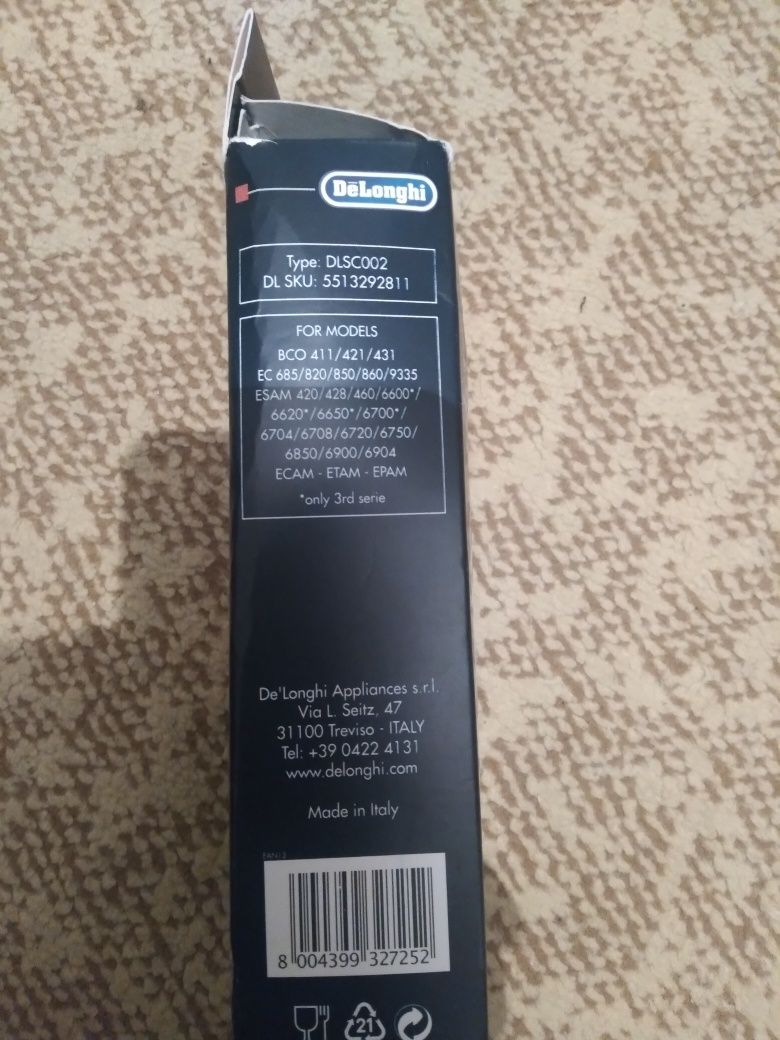 DēLonghi
Type: DLSC002
DL SKU: 5513292811
FOR MODELS
BCO 411/421/431
EC 685/820/850/860/9335
ESAM 420/428/460/6600*/
6620*/6650*/6700*/
6704/6708/6720/6750/
6850/6900/6904
ECAM - ETAM - EPAM
*only 3rd serie
De'Longhi Appliances s.r.l.
Via L. Seitz, 47
31100 Treviso - ITALY
Tel: +39 0422 4131
www.delonghi.com
Made in Italy
EAN13
8 004399 327252
21